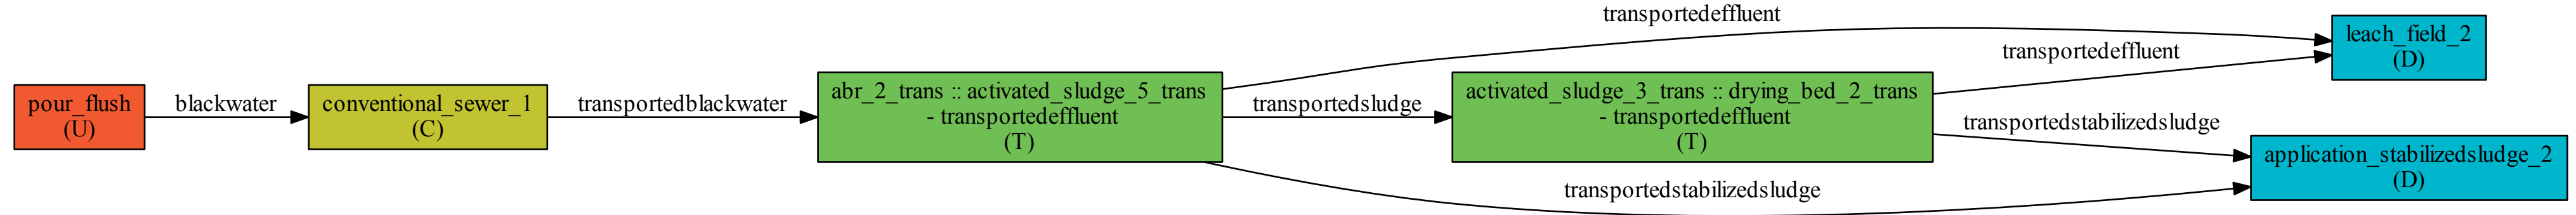 pour_flush
(U)
blackwater
conventional_sewer_1
(C)
transportedblackwater
abr_2_trans :: activated_sludge_5_trans
- transportedeffluent
(T)
transportedeffluent
transportedsludge
transportedstabilizedsludge
activated_sludge_3_trans :: drying_bed_2_trans
- transportedeffluent
(T)
transportedeffluent
transportedstabilizedsludge
leach_field_2
(D)
application_stabilizedsludge_2
(D)